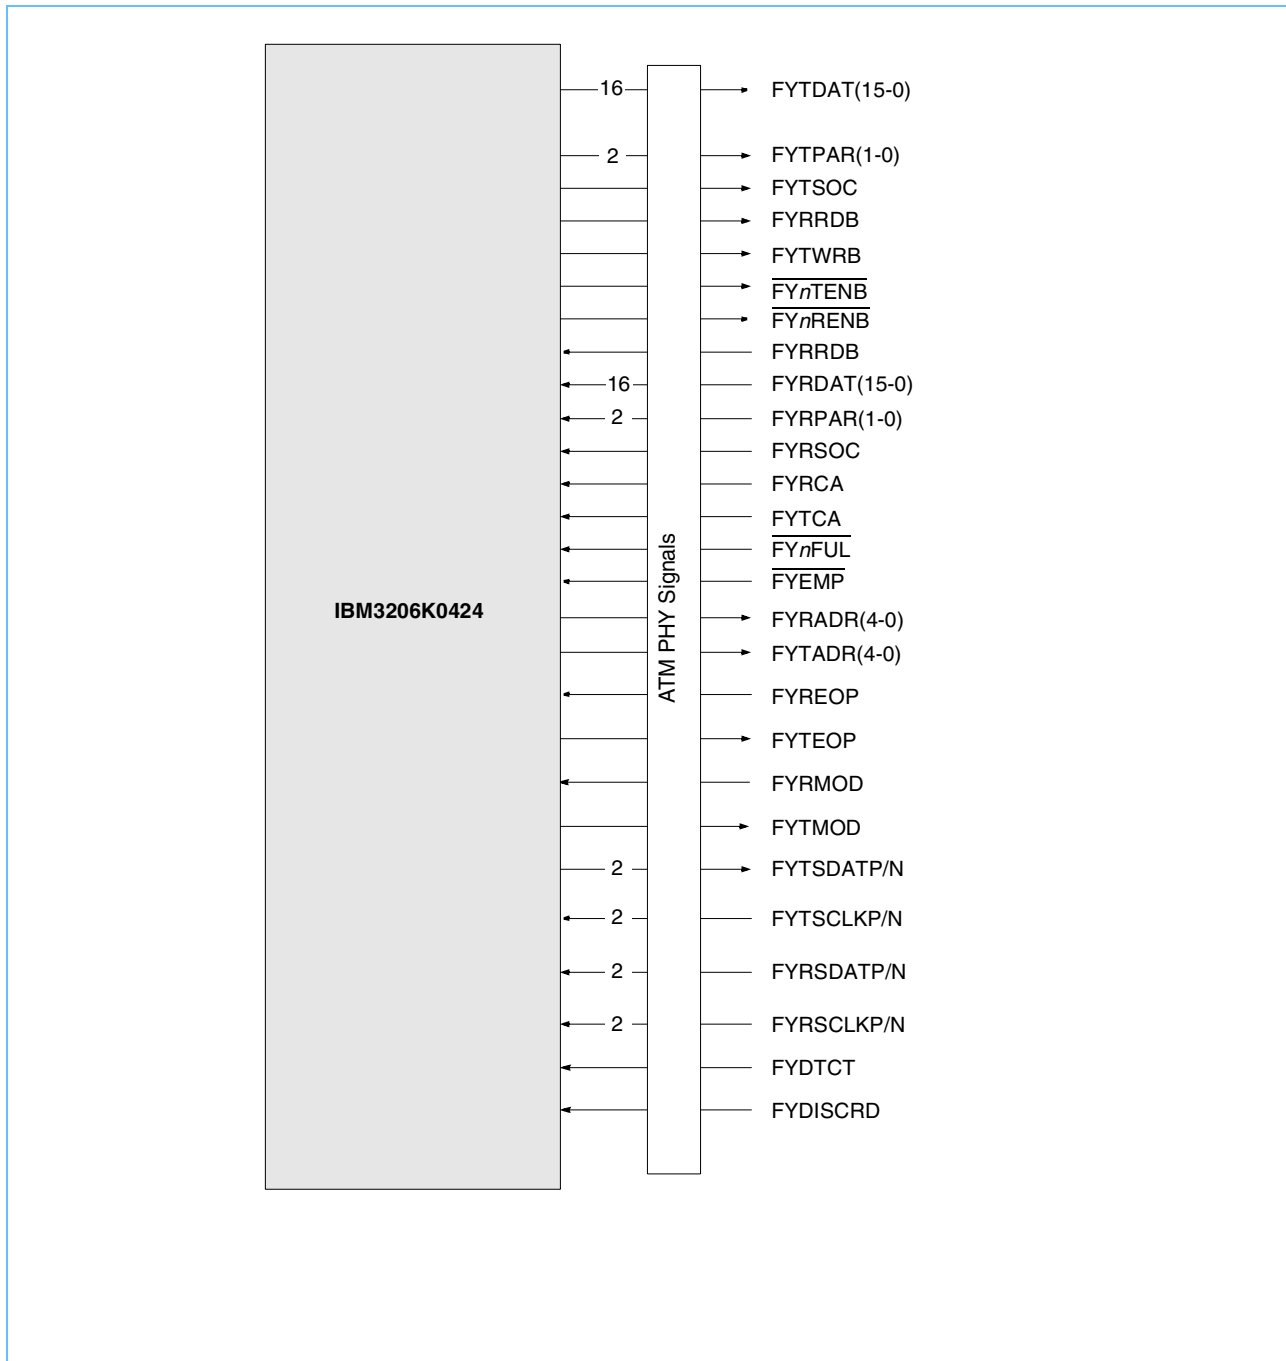 16 FYTDAT(15-0)
2 FYTPAR(1-0)
FYTSOC
FYRRDB
FYTWRB
FYnTENB
FYnRENB
FYRRDB
16 FYRDAT(15-0)
2 FYRPAR(1-0)
FYRSOC
FYRCA
FYTCA
FYnFUL
FYEMP
IBM3206K0424
ATM PHY Signals
FYRADR(4-0)
FYTADR(4-0)
FYREOP
FYTEOP
FYRMOD
FYTMOD
2 FYTSDATP/N
2 FYTSCLKP/N
2 FYRSDATP/N
2 FYRSCLKP/N
FYDTCT
FYDISCRD